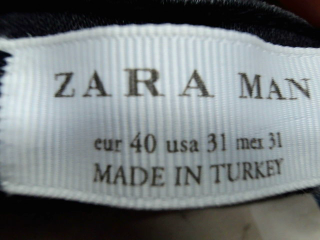 ZARA MAN
eur 40 usa 31 mex 31
MADE IN TURKEY